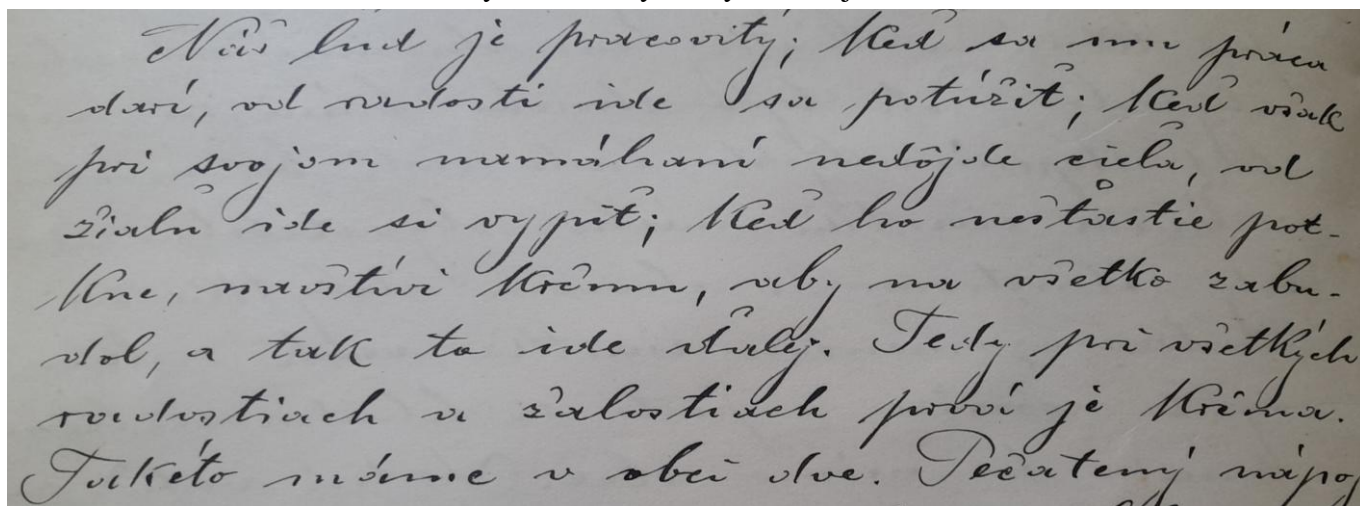 Náš lud je pracovitý; Keď sa mu práca
darí, od radosti ide sa potúžiť; Keď však
pri svojom namáhaní nedôjde cieľa, od
žialu ide si vypiť; Keď ho nešťastie pot-
kne, navštívi Krčmu, aby na všetko zabu-
dol, a tak to ide ďalej. Tedy pri všetkých
radostiach a žalostiach prvá je Krčma.
Takéto máme v obci dve. Pečatený nápoj